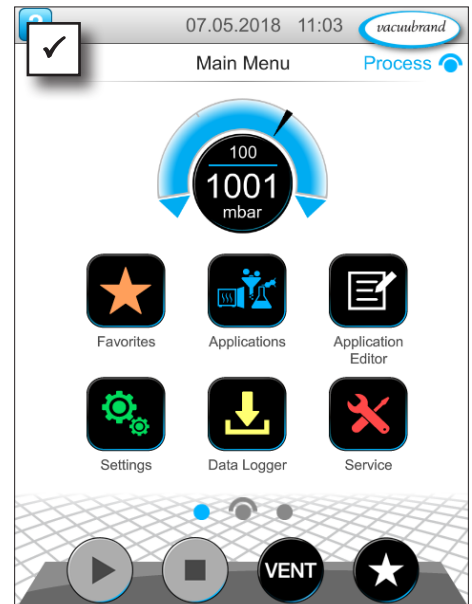 ?
07.05.2018 11:03
vacuubrand
Main Menu
Process
100
1001
mbar
Favorites
Applications
Application
Editor
Settings
Data Logger
Service
VENT